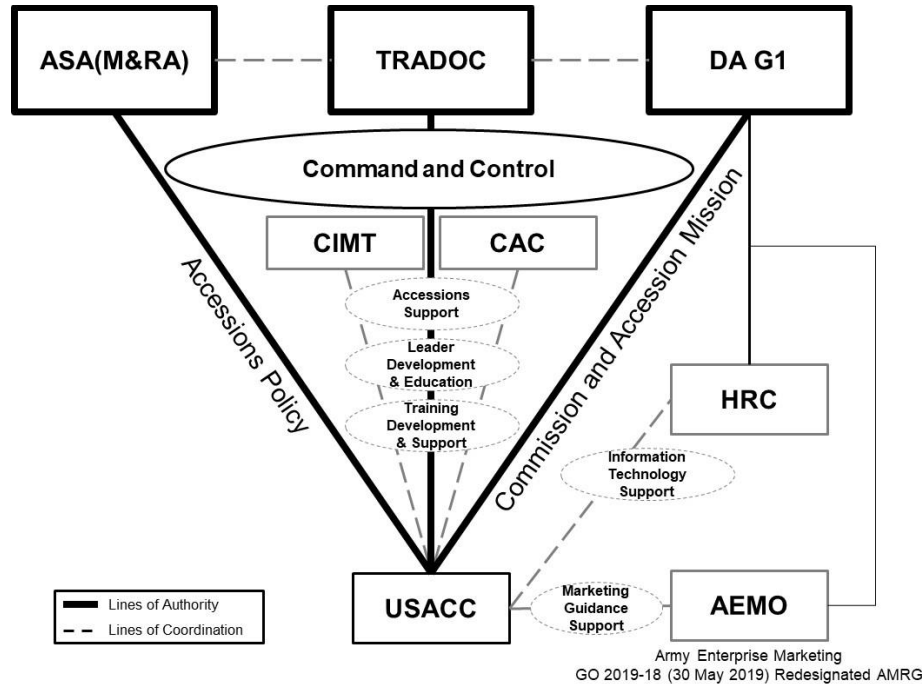 ASA(M&RA)
TRADOC
DA G1
Command and Control
CIMT
CAC
Accessions
Support
Leader
Development
& Education
Training
Development
& Support
Accessions Policy
Commission and Accession Mission
HRC
Information
Technology
Support
USACC
Marketing
Guidance
Support
AEMO
Lines of Authority
Lines of Coordination
Army Enterprise Marketing
GO 2019-18 (30 May 2019) Redesignated AMRG